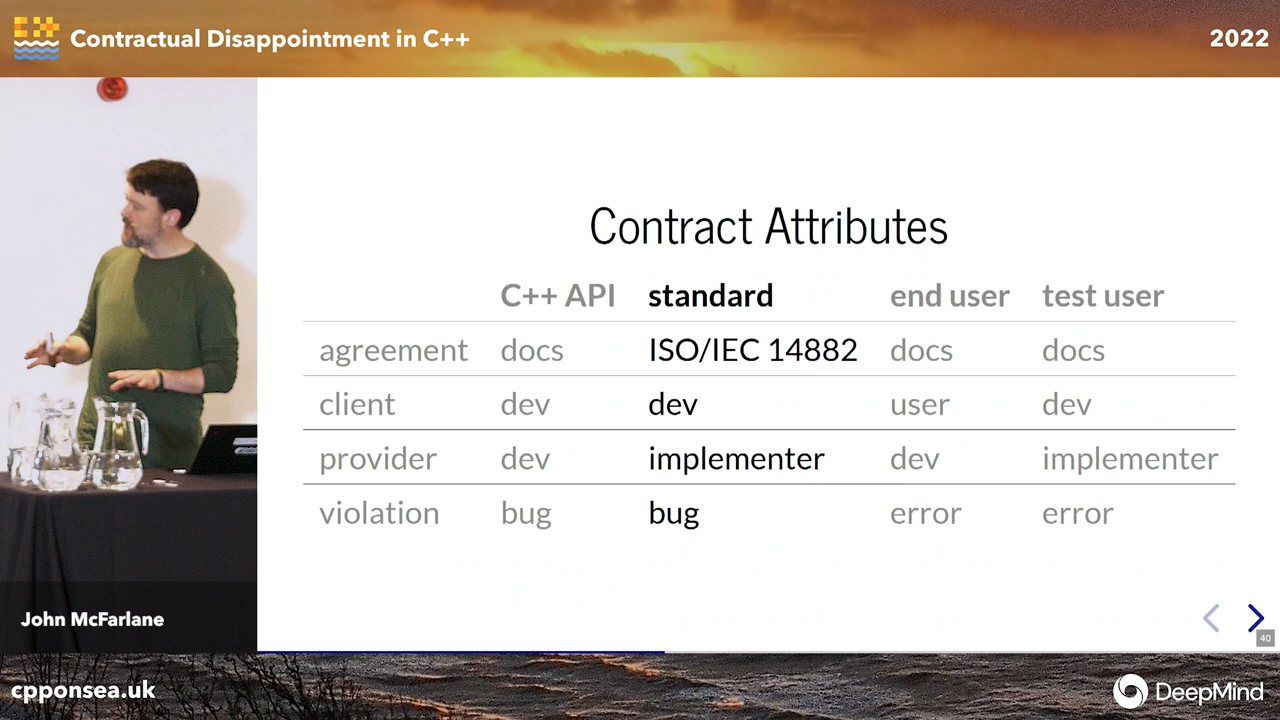 Contractual Disappointment in C++
2022
Contract Attributes
C++ API standard end user test user
agreement docs ISO/IEC 14882 docs docs
client dev dev user dev
provider dev implementer dev implementer
violation bug bug error error
40
John McFarlane
cpponsea.uk
DeepMind